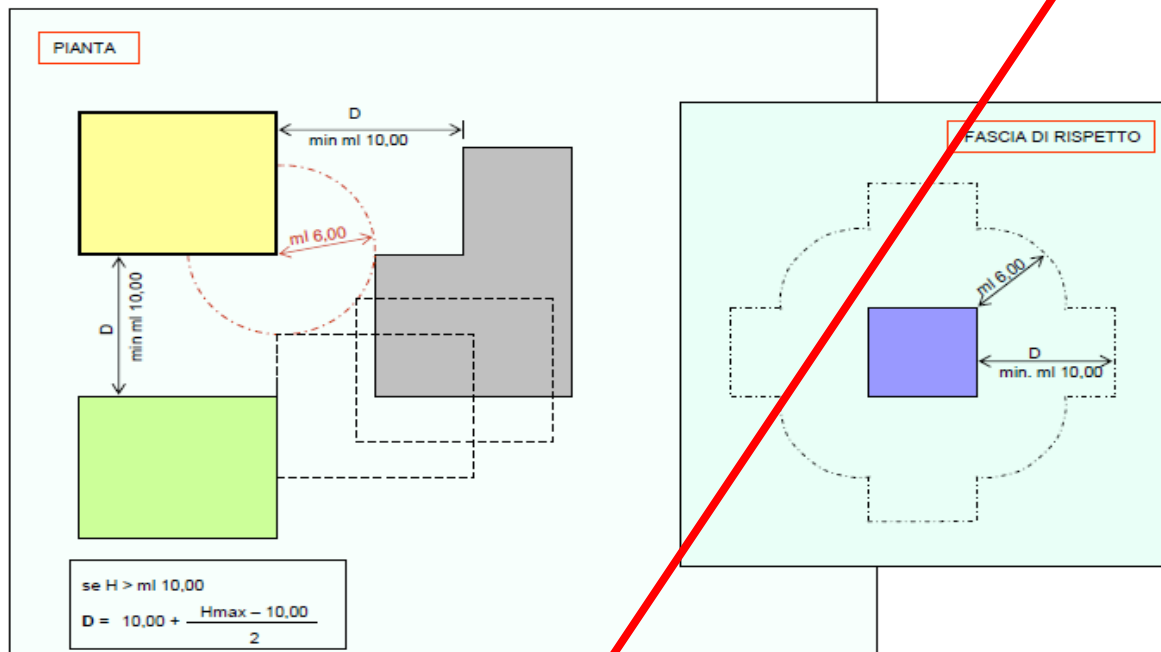 PIANTA
D
min ml 10,00
ml 6,00
D
min ml 10,00
se H > ml 10,00
D = 10,00 + Hmax – 10,00
2
FASCIA DI RISPETTO
ml 6,00
D
min. ml 10,00